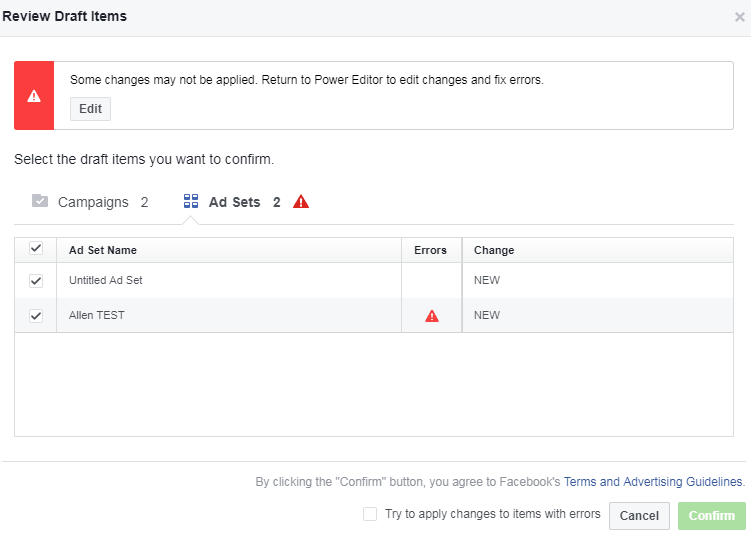 Review Draft Items
Some changes may not be applied. Return to Power Editor to edit changes and fix errors.
Edit
Select the draft items you want to confirm.
Campaigns 2 Ad Sets 2
Ad Set Name Errors Change
Untitled Ad Set NEW
Allen TEST NEW
By clicking the "Confirm" button, you agree to Facebook's Terms and Advertising Guidelines.
Try to apply changes to items with errors Cancel Confirm